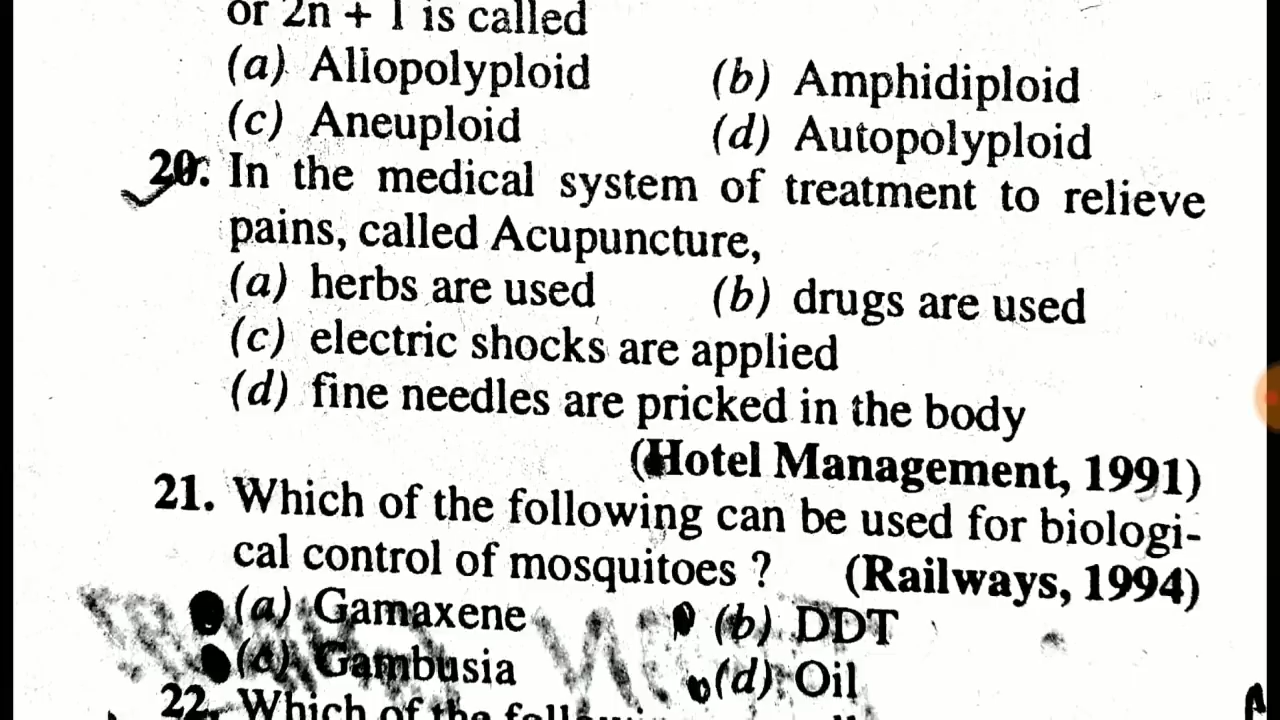 or 2n + 1 is called
(a) Allopolyploid (b) Amphidiploid
(c) Aneuploid (d) Autopolyploid
20. In the medical system of treatment to relieve
pains, called Acupuncture,
(a) herbs are used (b) drugs are used
(c) electric shocks are applied
(d) fine needles are pricked in the body
(Hotel Management, 1991)
21. Which of the following can be used for biologi-
cal control of mosquitoes ? (Railways, 1994)
(a) Gamaxene (b) DDT
(c) Gambusia (d) Oil
22. Which of the